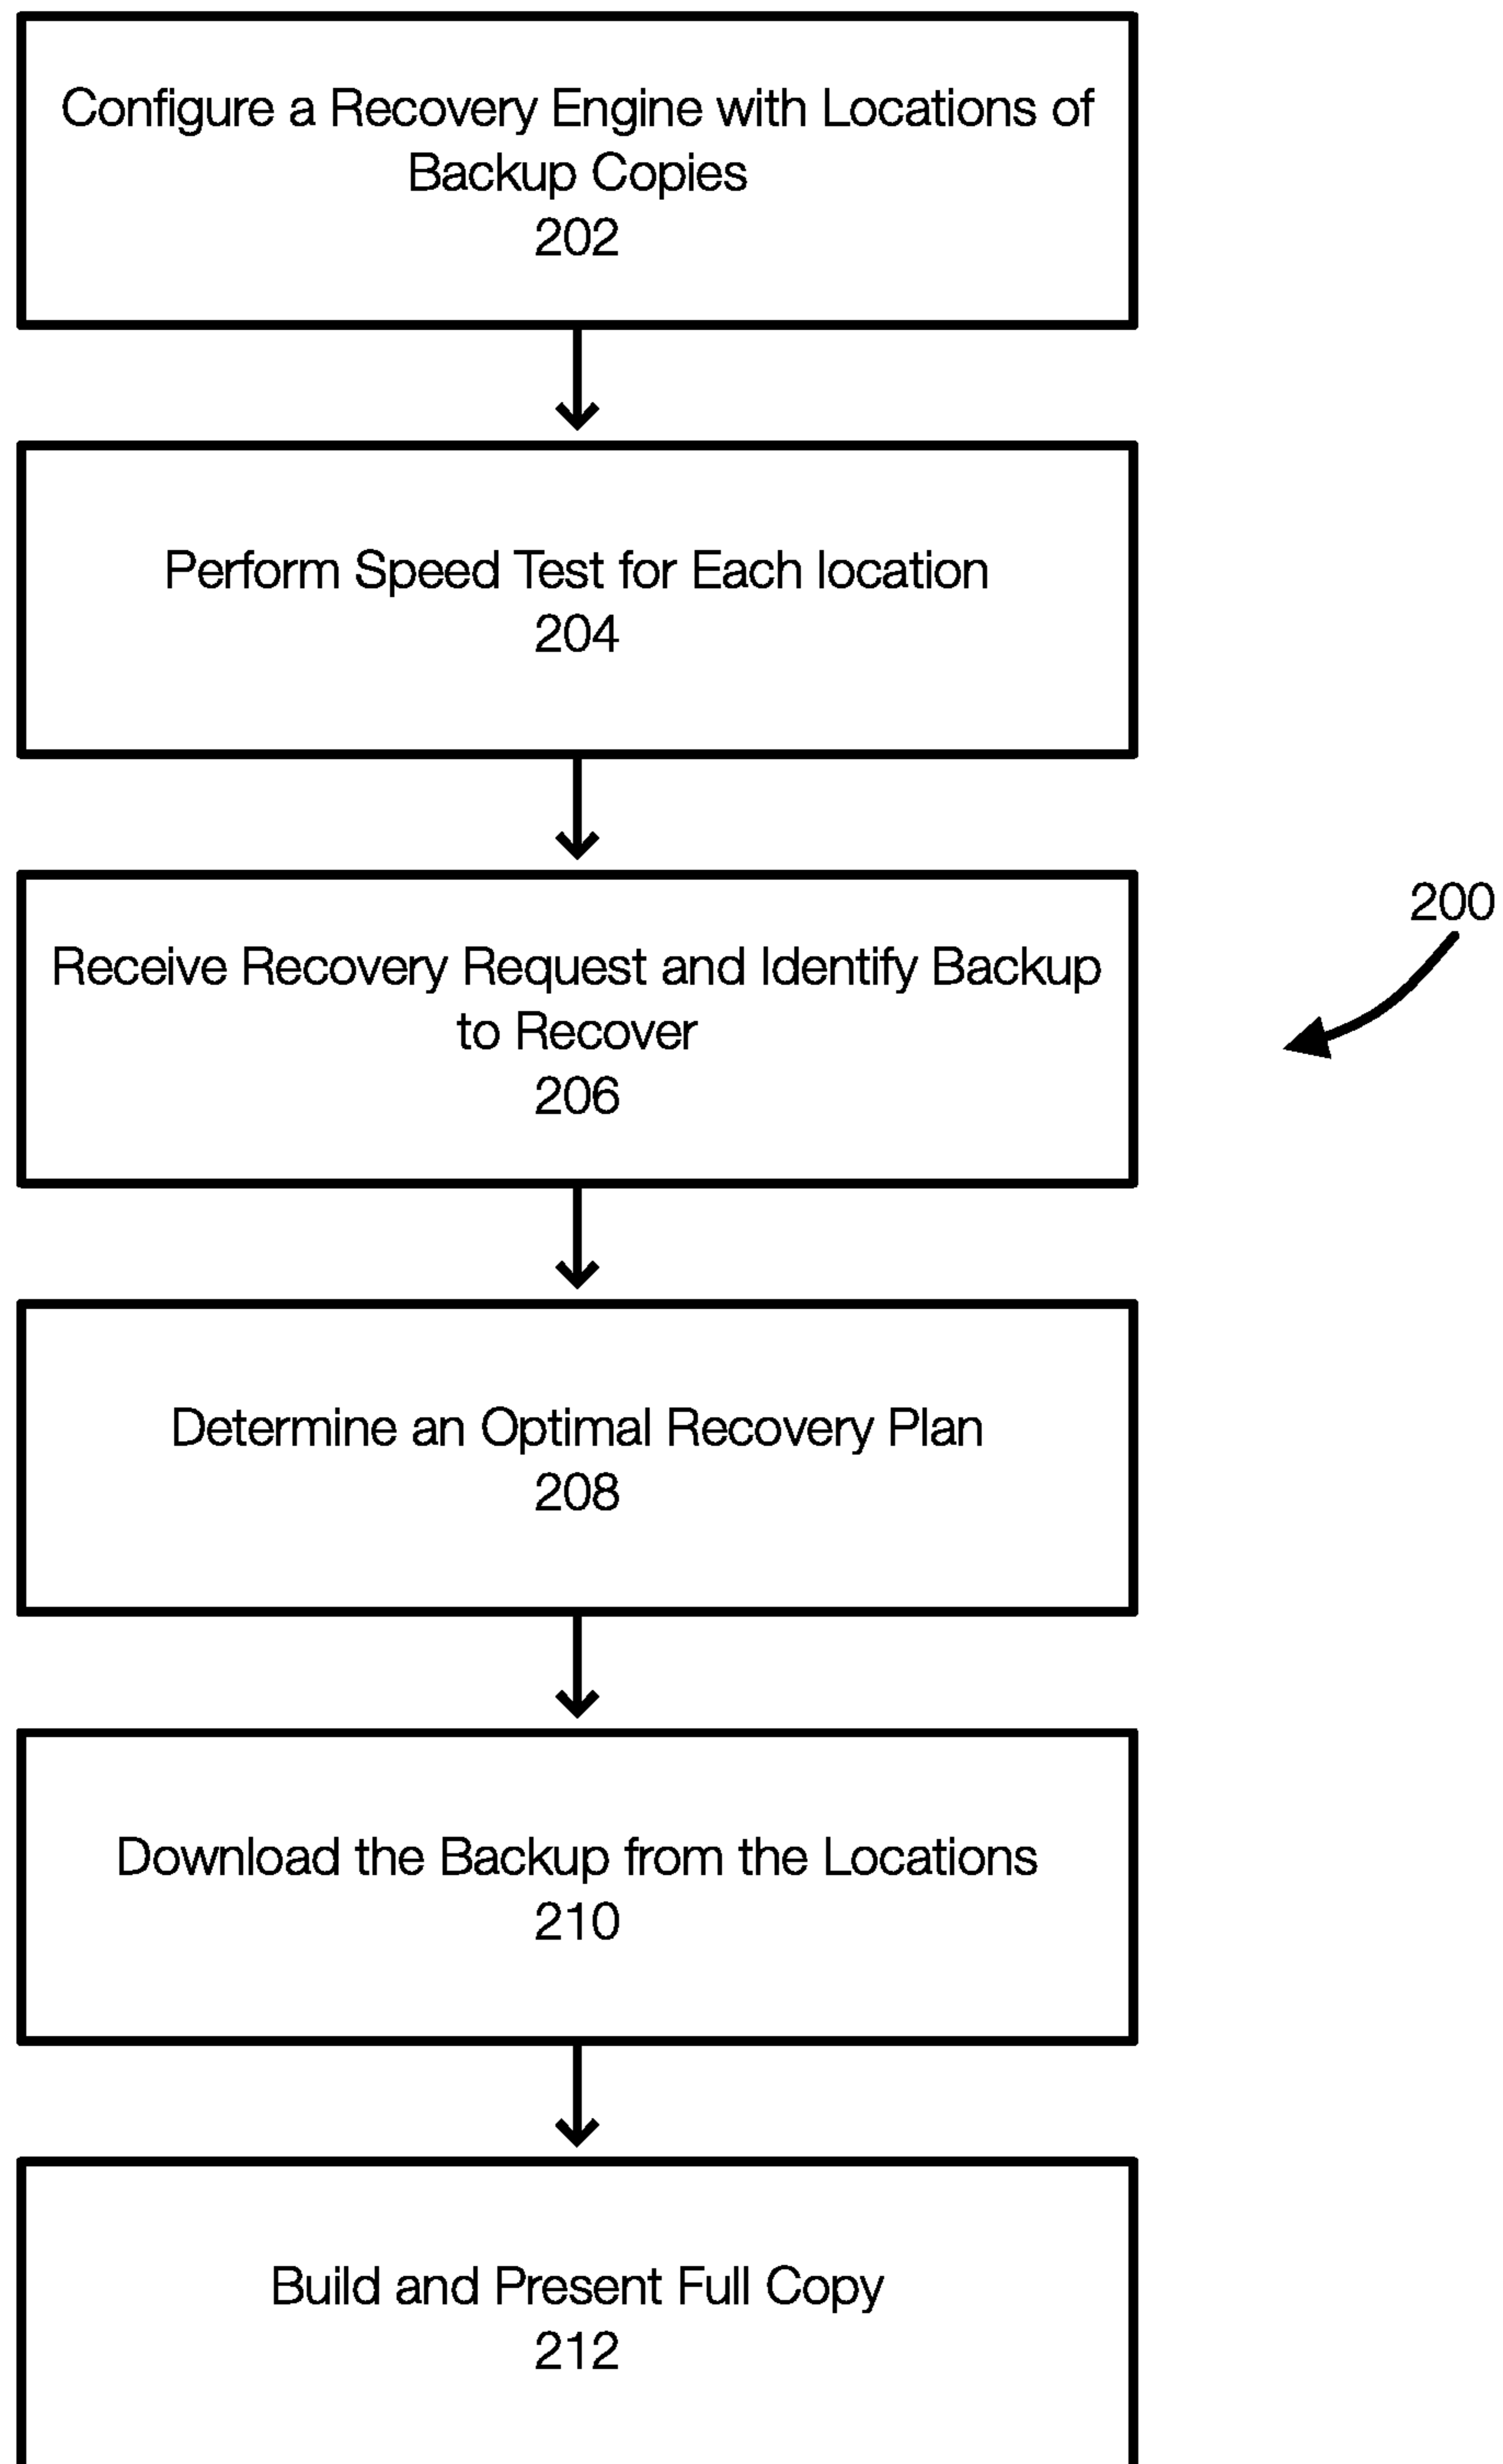 Configure a Recovery Engine with Locations of
Backup Copies
202
Perform Speed Test for Each location
204
Receive Recovery Request and Identify Backup
to Recover
206
200
Determine an Optimal Recovery Plan
208
Download the Backup from the Locations
210
Build and Present Full Copy
212